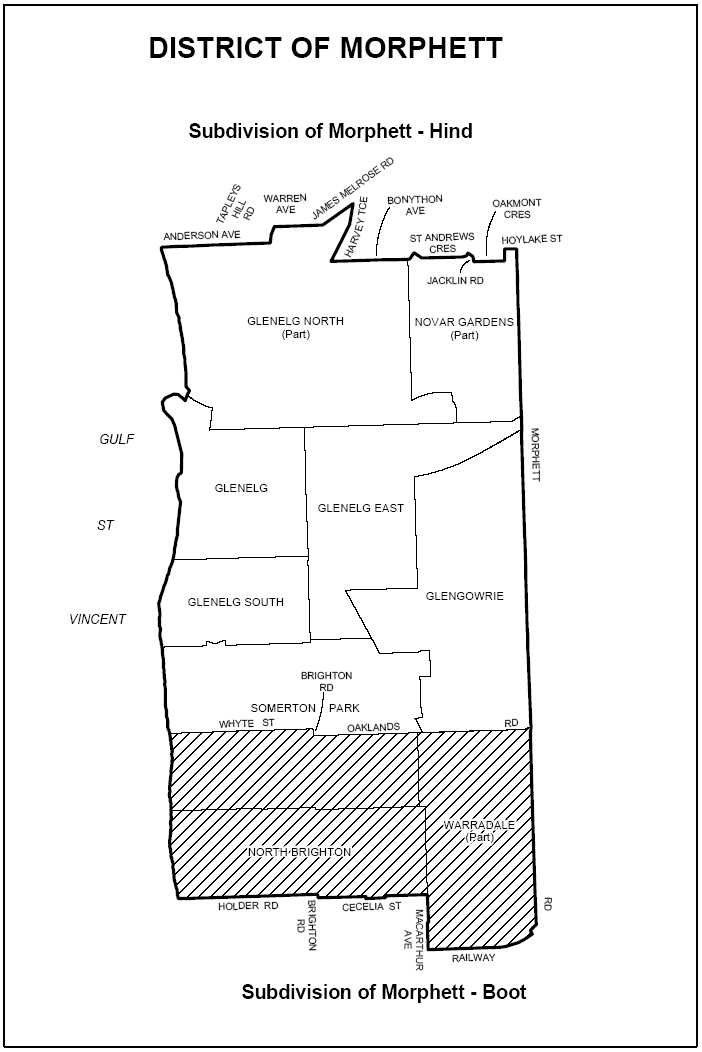 DISTRICT OF MORPHETT
Subdivision of Morphett - Hind
TAPLEYS
HILL
RD
WARREN
AVE
JAMES MELROSE RD
HARVEY TCE
BONYTHON
AVE
OAKMONT
CRES
ANDERSON AVE
ST ANDREWS
CRES
HOYLAKE ST
JACKLIN RD
GLENELG NORTH
(Part)
NOVAR GARDENS
(Part)
GULF
MORPHETT
GLENELG
GLENELG EAST
ST
GLENELG SOUTH
GLENGOWRIE
VINCENT
BRIGHTON
RD
SOMERTON PARK
WHYTE ST
OAKLANDS
RD
WARRADALE
(Part)
NORTH BRIGHTON
HOLDER RD
BRIGHTON
RD
CECELIA ST
MACARTHUR
AVE
RD
RAILWAY
Subdivision of Morphett - Boot